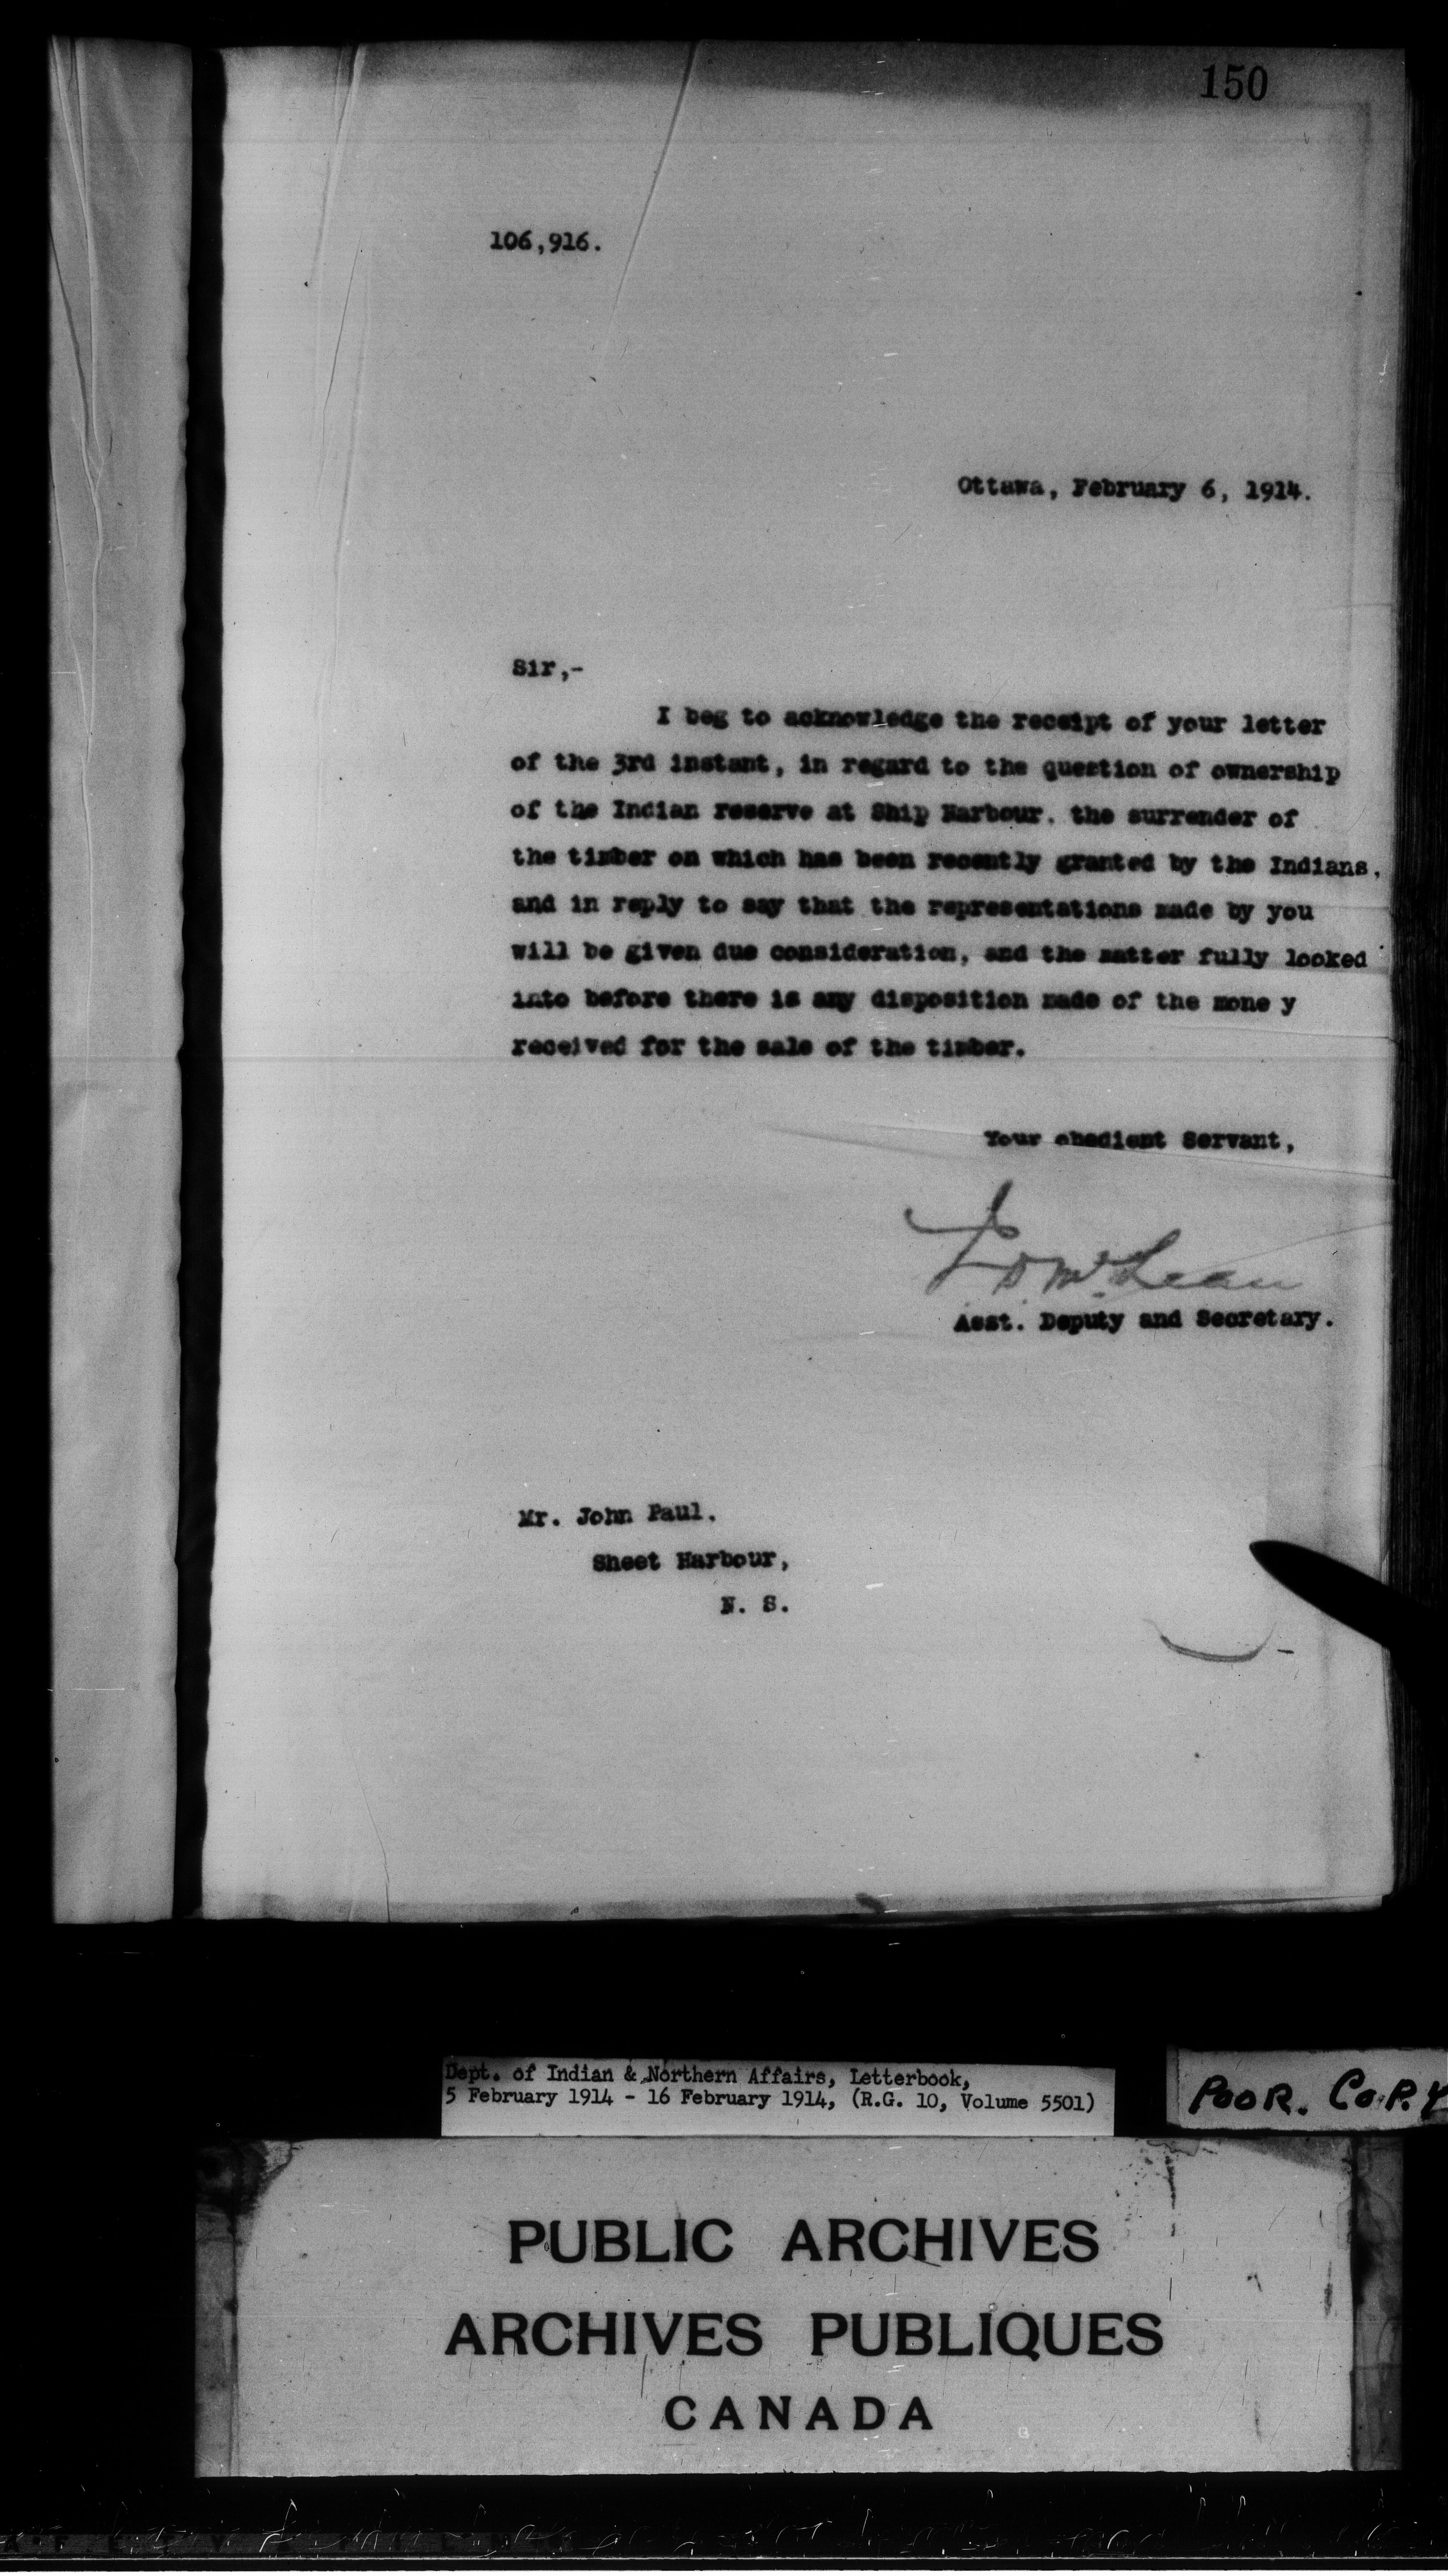 150
106,916.
Ottawa, February 6, 1914.
Sir,-
I beg to acknowledge the receipt of your letter
of the 3rd instant, in regard to the question of ownership
of the Indian reserve at Ship Harbour, the surrender of
the timber on which has been recently granted by the Indians,
and in reply to say that the representations made by you
will be given due consideration, and the matter fully looked
into before there is any disposition made of the mone y
received for the sale of the timber.
Your obedient Servant,
J D McLean
Asst. Deputy and Secretary.
Mr. John Paul,
Sheet Harbour,
N. S.
Dept. of Indian & Northern Affairs, Letterbook,
5 February 1914 - 16 February 1914, (R.G. 10, Volume 5501)
POOR. COPY
PUBLIC ARCHIVES
ARCHIVES PUBLIQUES
CANADA